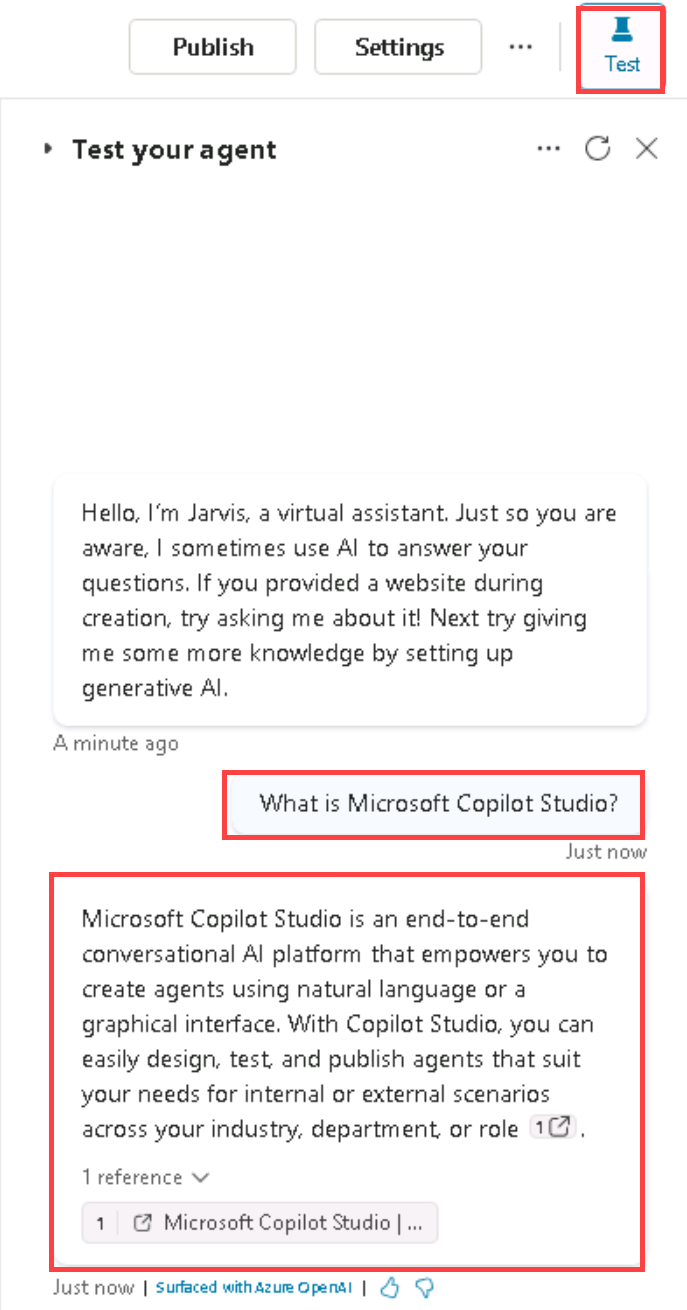 Publish Settings ...
Test
Test your agent ...
Hello, I'm Jarvis, a virtual assistant. Just so you are
aware, I sometimes use AI to answer your
questions. If you provided a website during
creation, try asking me about it! Next try giving
me some more knowledge by setting up
generative AI.
A minute ago
What is Microsoft Copilot Studio?
Just now
Microsoft Copilot Studio is an end-to-end
conversational AI platform that empowers you to
create agents using natural language or a
graphical interface. With Copilot Studio, you can
easily design, test, and publish agents that suit
your needs for internal or external scenarios
across your industry, department, or role 1 .
1 reference
1 Microsoft Copilot Studio | ...
Just now | Surfaced with Azure OpenAI |